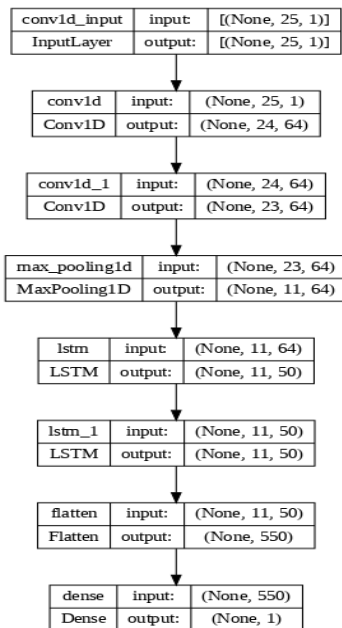 conv1d_input input: [(None, 25, 1)]
InputLayer output: [(None, 25, 1)]
conv1d input: (None, 25, 1)
Conv1D output: (None, 24, 64)
conv1d_1 input: (None, 24, 64)
Conv1D output: (None, 23, 64)
max_pooling1d input: (None, 23, 64)
MaxPooling1D output: (None, 11, 64)
lstm input: (None, 11, 64)
LSTM output: (None, 11, 50)
lstm_1 input: (None, 11, 50)
LSTM output: (None, 11, 50)
flatten input: (None, 11, 50)
Flatten output: (None, 550)
dense input: (None, 550)
Dense output: (None, 1)